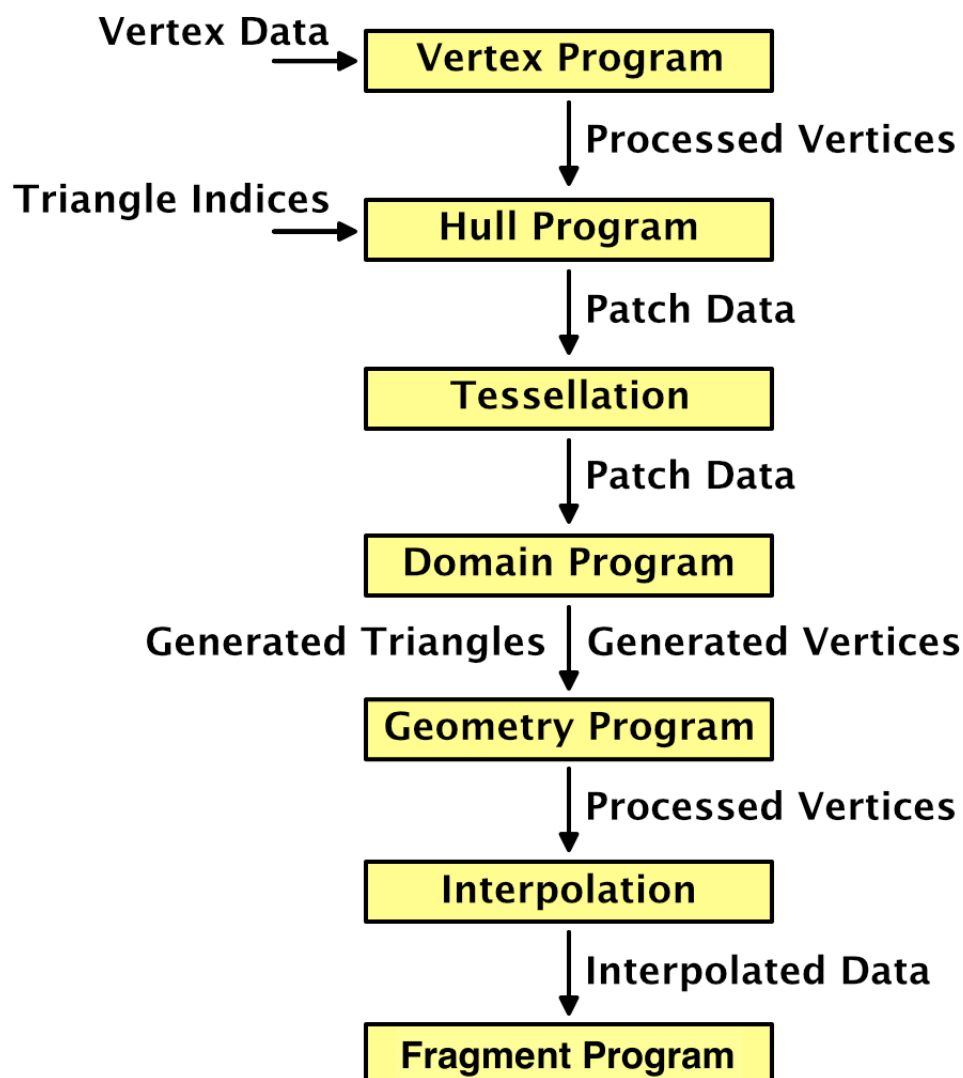 Vertex Data
Vertex Program
Processed Vertices
Triangle Indices
Hull Program
Patch Data
Tessellation
Patch Data
Domain Program
Generated Triangles
Generated Vertices
Geometry Program
Processed Vertices
Interpolation
Interpolated Data
Fragment Program